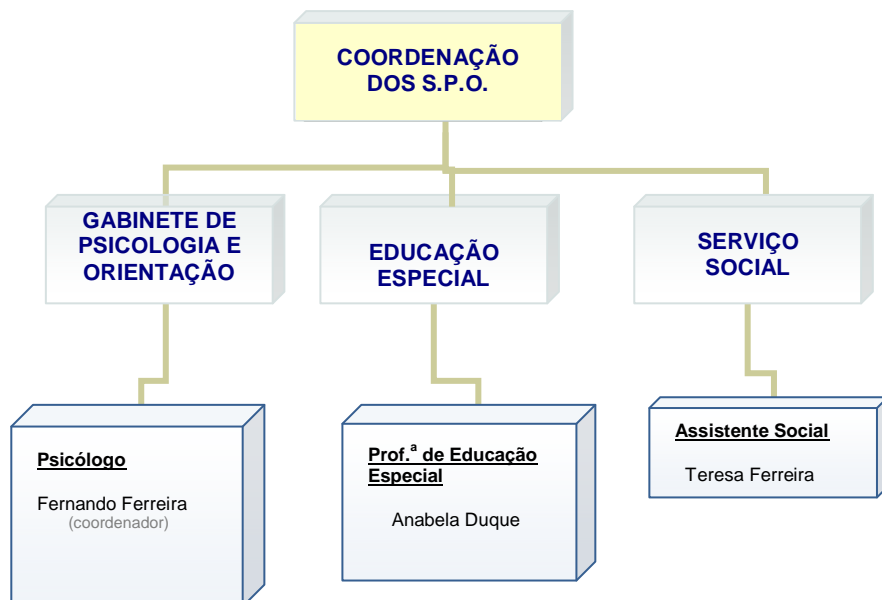 COORDENAÇÃO
DOS S.P.O.
GABINETE DE
PSICOLOGIA E
ORIENTAÇÃO
EDUCAÇÃO
ESPECIAL
SERVIÇO
SOCIAL
Psicólogo
Fernando Ferreira
(coordenador)
Prof.ª de Educação
Especial
Anabela Duque
Assistente Social
Teresa Ferreira